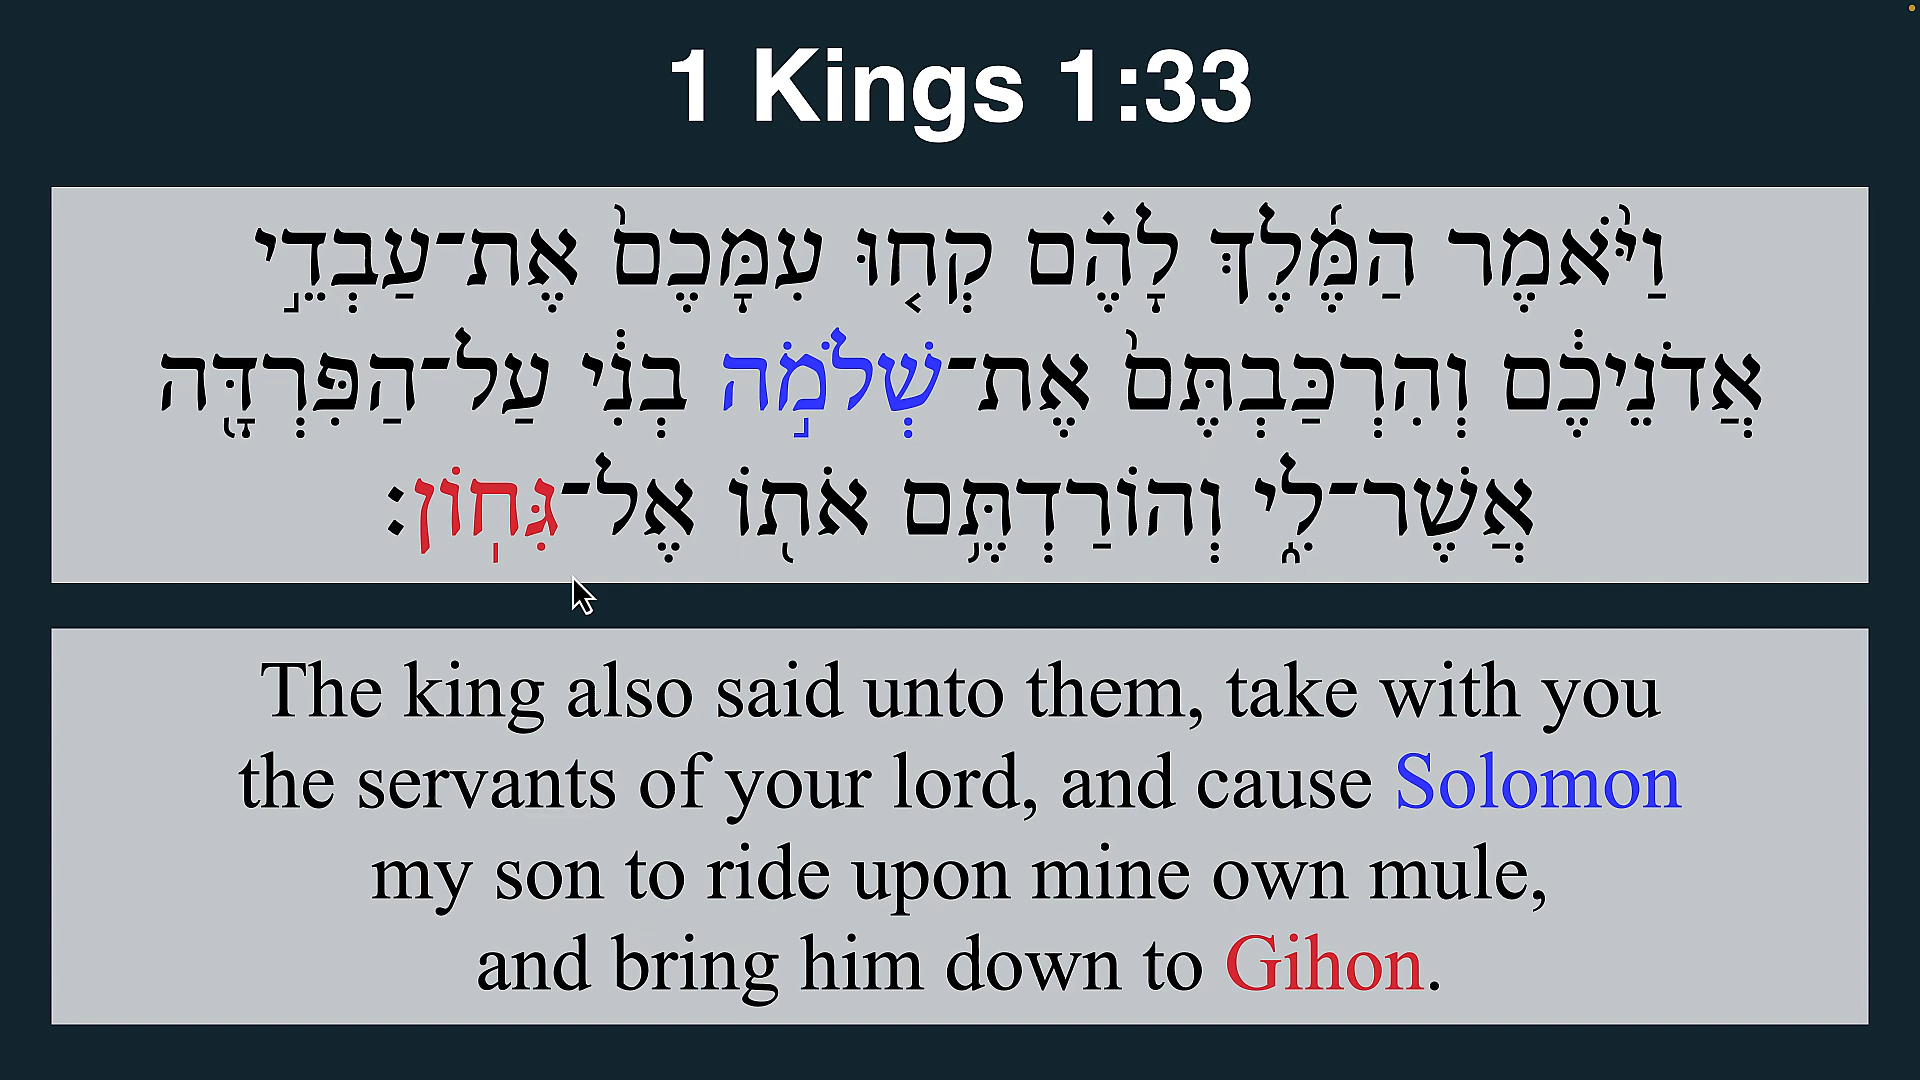 1 Kings 1:33
וַיֹּ֨אמֶר הַמֶּ֜לֶךְ לָהֶ֗ם קְח֤וּ עִמָּכֶם֙ אֶת־עַבְדֵ֣י
אֲדֹנֵיכֶ֔ם וְהִרְכַּבְתֶּם֙ אֶת־שְׁלֹמֹ֣ה בְנִ֔י עַל־הַפִּרְדָּ֖ה
אֲשֶׁר־לִ֑י וְהוֹרַדְתֶּ֥ם אֹת֖וֹ אֶל־גִּחֽוֹן׃
The king also said unto them, take with you
the servants of your lord, and cause Solomon
my son to ride upon mine own mule,
and bring him down to Gihon.